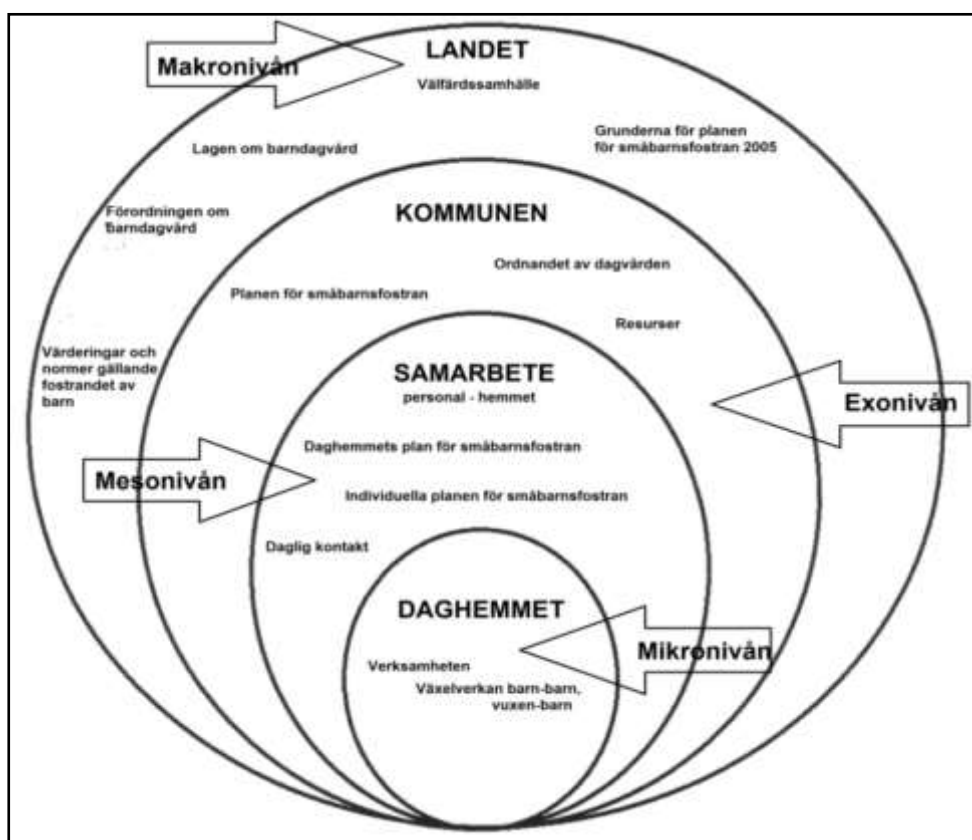 Makronivån
LANDET
Välfärdssamhälle
Lagen om barndagvård
Grunderna för planen
för småbarnsfostran 2005
Förordningen om
barndagvård
KOMMUNEN
Ordnandet av dagvården
Planen för småbarnsfostran
Resurser
Värderingar och
normer gällande
fostrandet av
barn
SAMARBETE
personal - hemmet
Exonivån
Daghemmets plan för småbarnsfostran
Mesonivån
Individuella planen för småbarnsfostran
Daglig kontakt
DAGHEMMET
Mikronivån
Verksamheten
Växelverkan barn-barn,
vuxen-barn